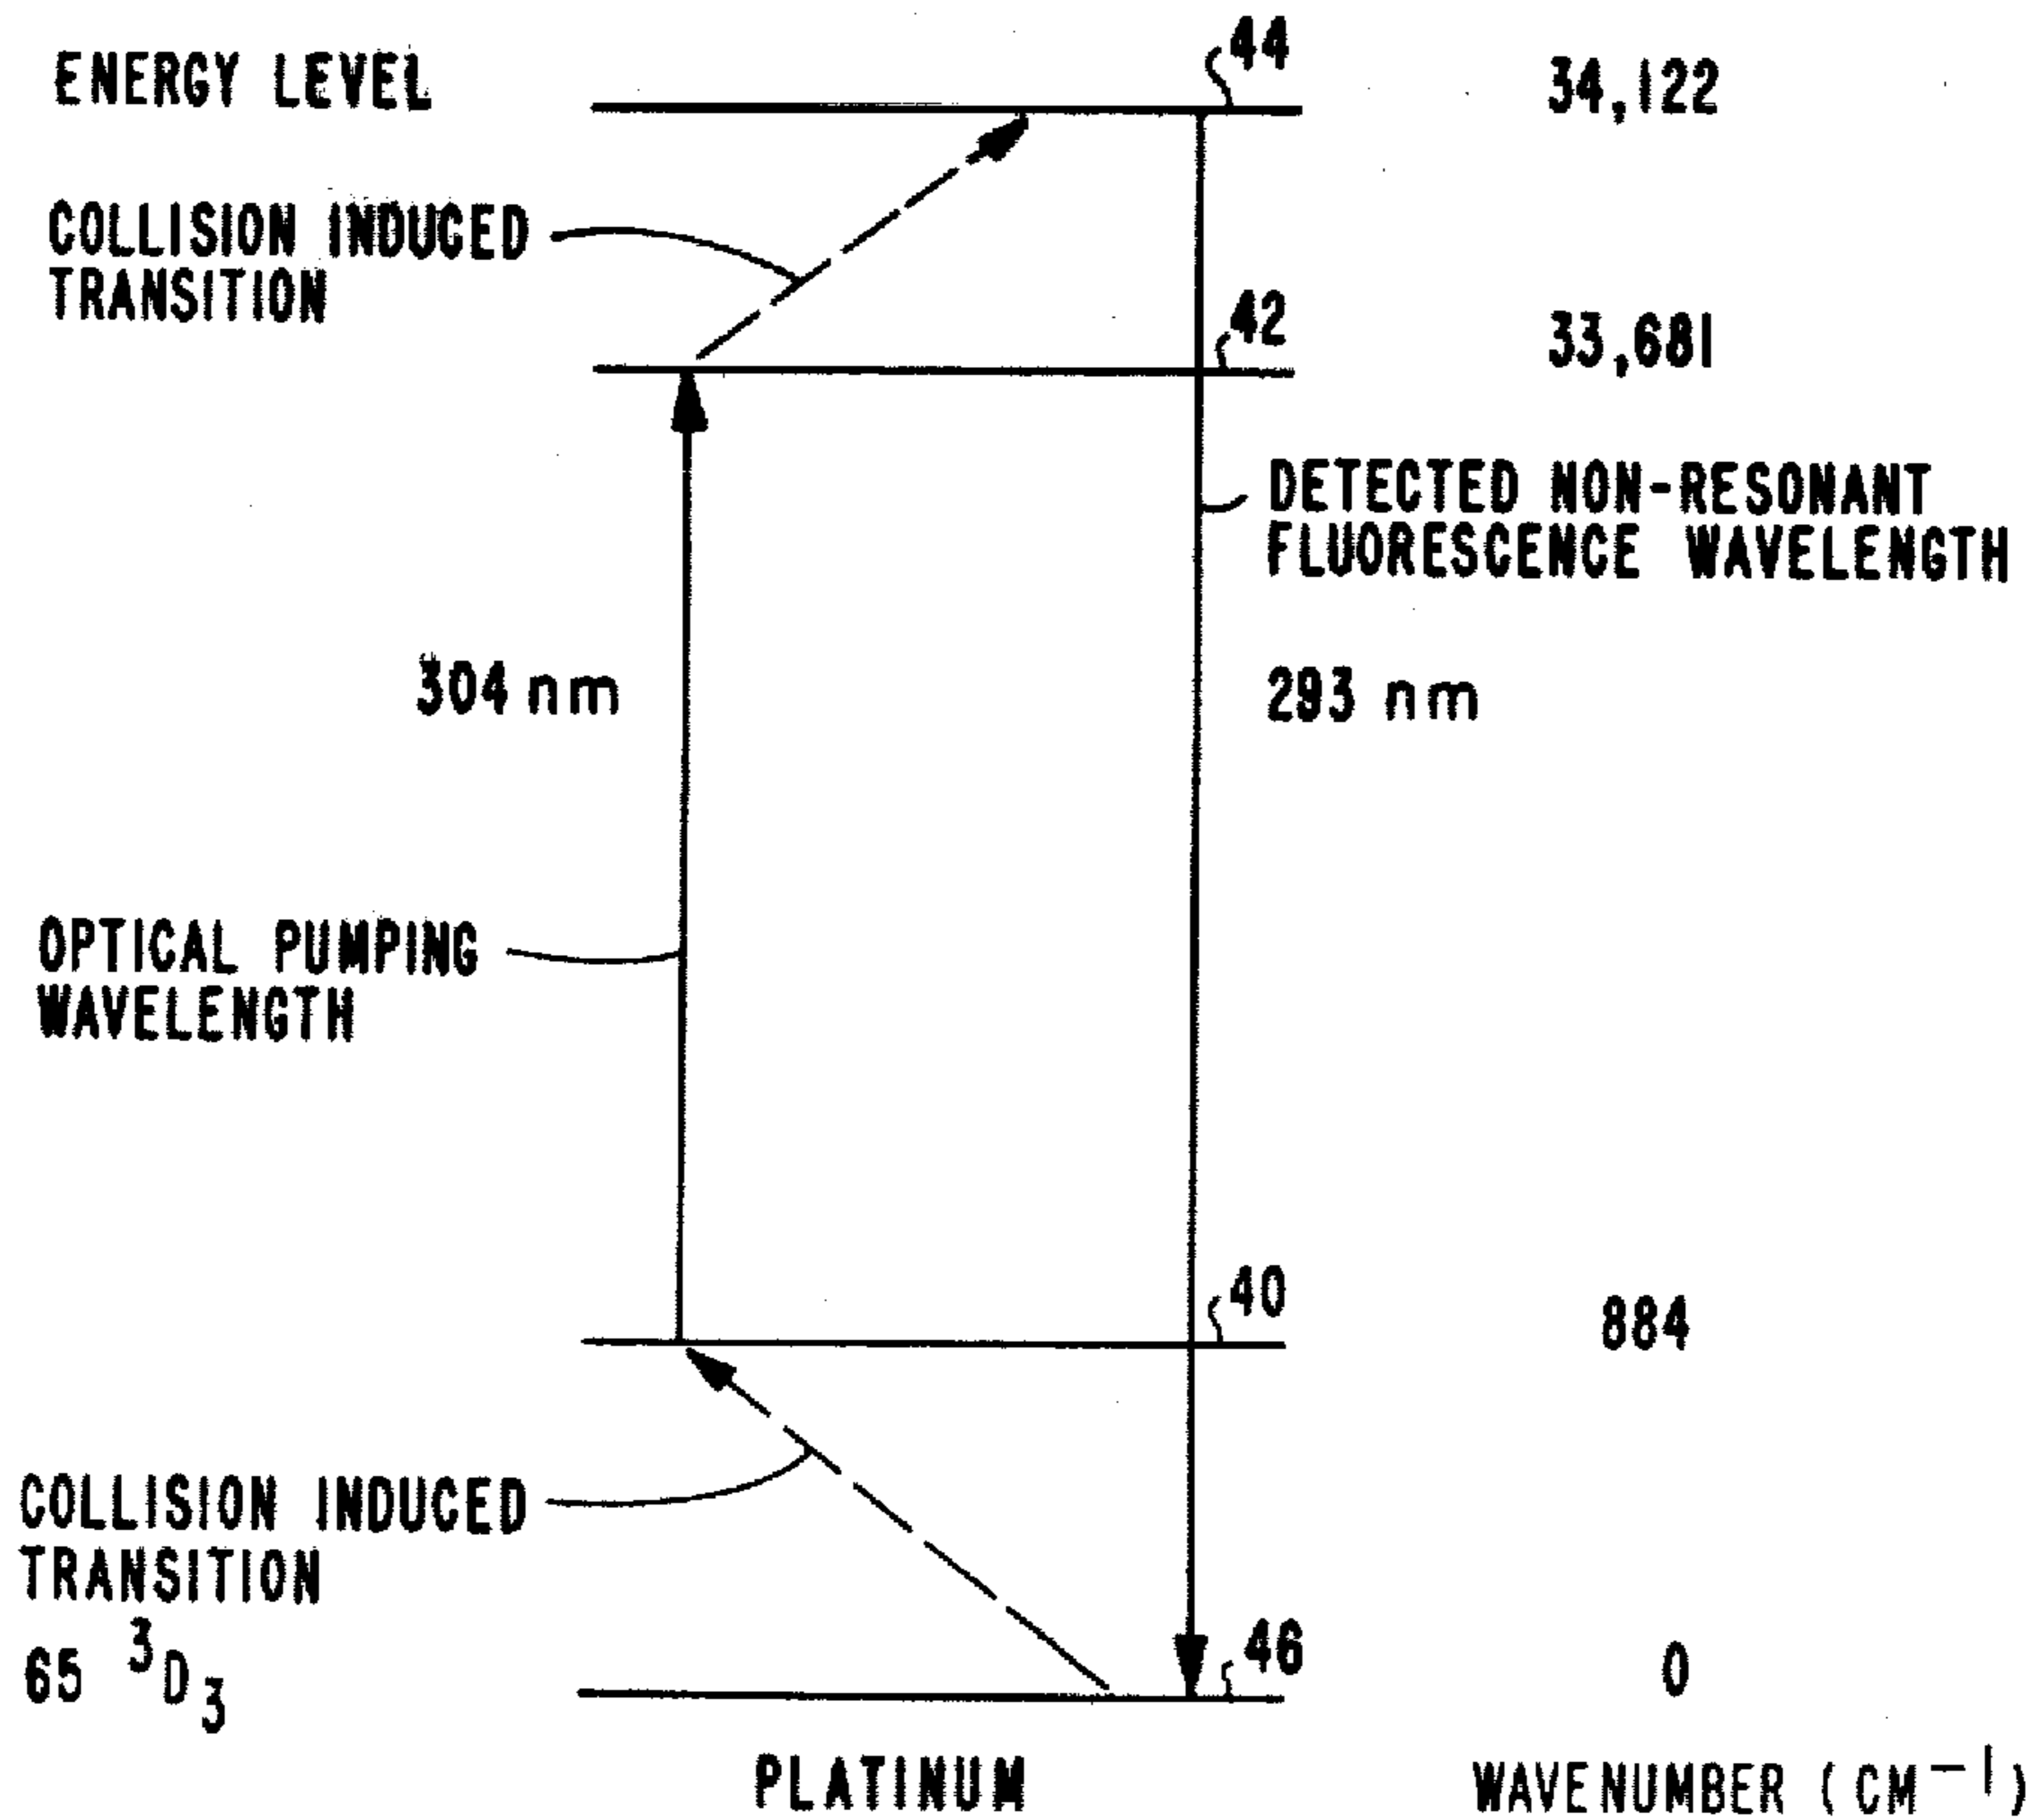 44
ENERGY LEVEL 34,122
COLLISION INDUCED
TRANSITION
42
33,681
DETECTED NON-RESONANT
FLUORESCENCE WAVELENGTH
304 nm 293 nm
OPTICAL PUMPING
WAVELENGTH
40
884
COLLISION INDUCED
TRANSITION
65 ³D₃ 46 0
PLATINUM WAVENUMBER (CM⁻¹)